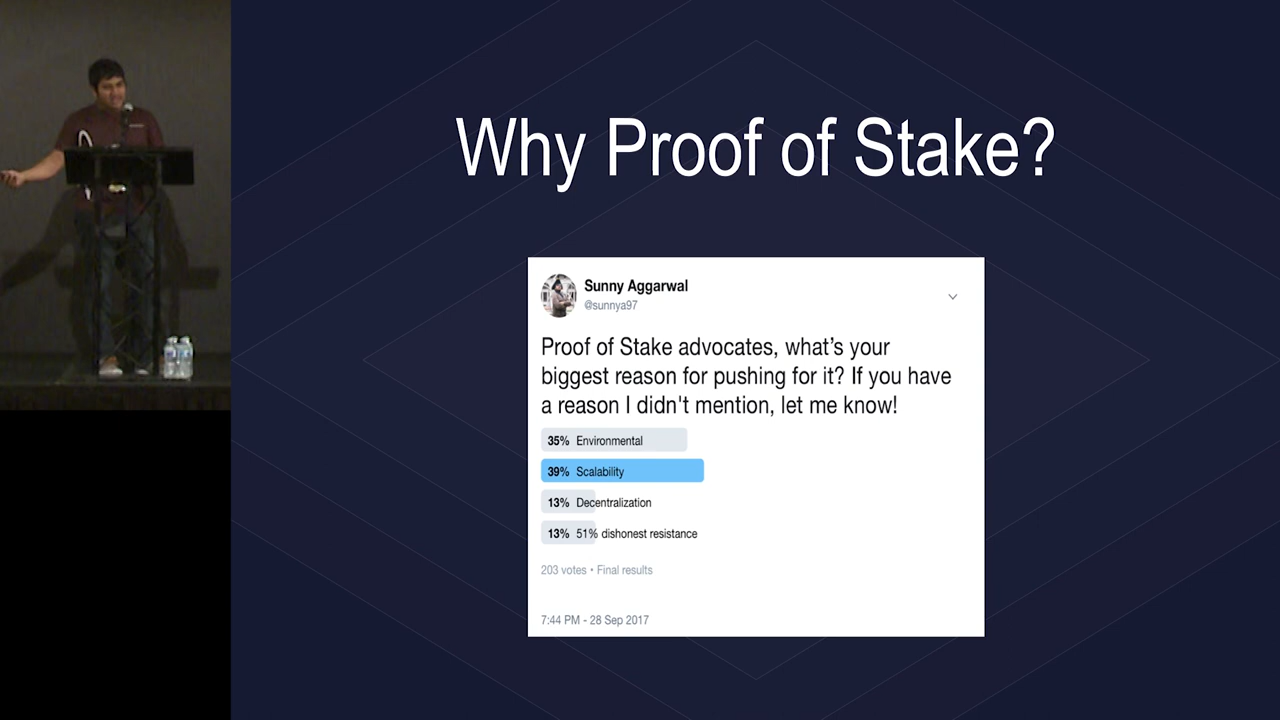 Why Proof of Stake?
Sunny Aggarwal
@sunnya97
Proof of Stake advocates, what’s your
biggest reason for pushing for it? If you have
a reason I didn't mention, let me know!
35% Environmental
39% Scalability
13% Decentralization
13% 51% dishonest resistance
203 votes • Final results
7:44 PM - 28 Sep 2017